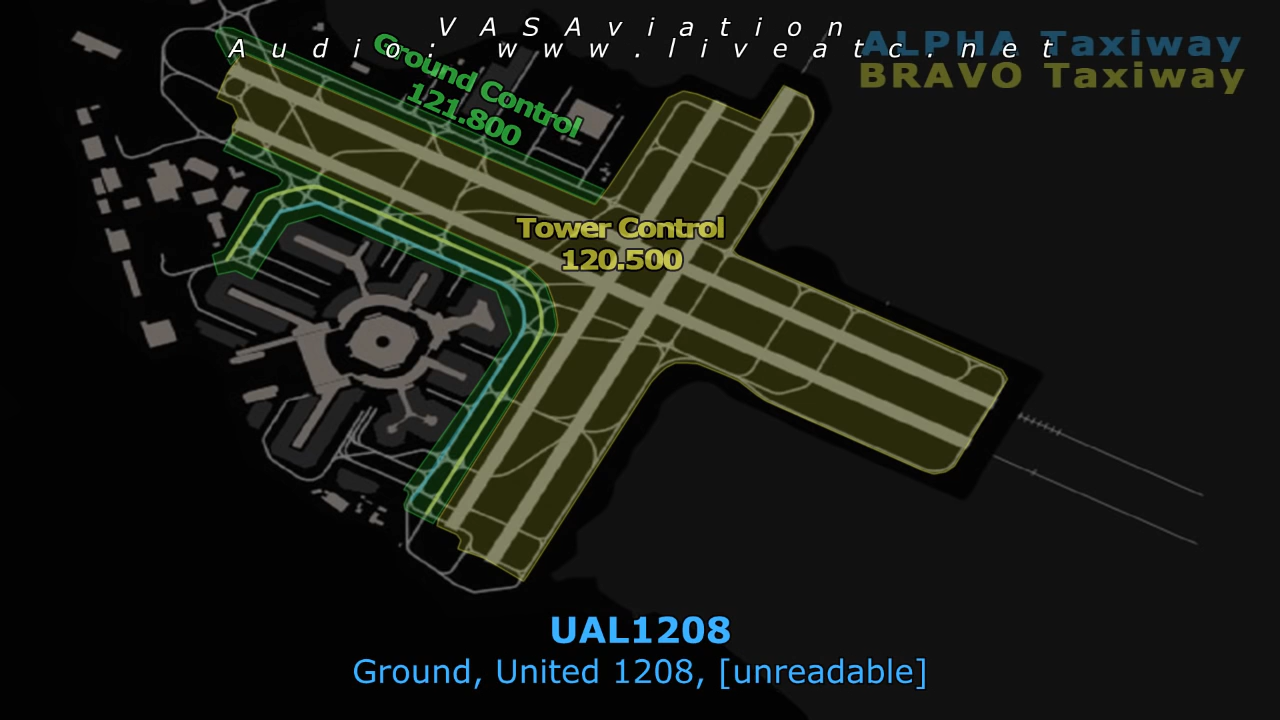 V A S A v i a t i o n
A u d i o : w w w . l i v e a t c . n e t
ALPHA Taxiway
BRAVO Taxiway
Ground Control
121.800
Tower Control
120.500
UAL1208
Ground, United 1208, [unreadable]